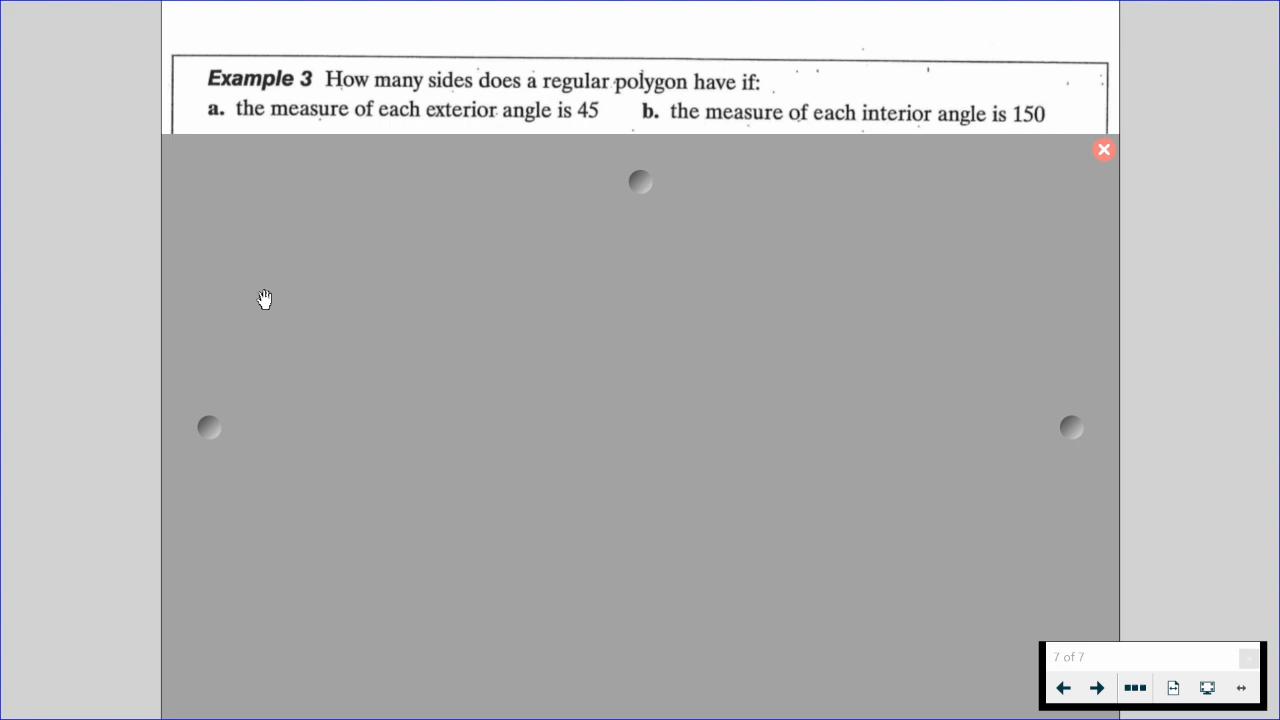 Example 3 How many sides does a regular polygon have if:
a. the measure of each exterior angle is 45 b. the measure of each interior angle is 150
7 of 7